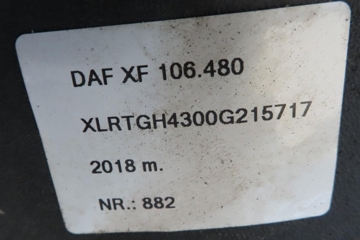 DAF XF 106.480
XLRTGH4300G215717
2018 m.
NR.: 882